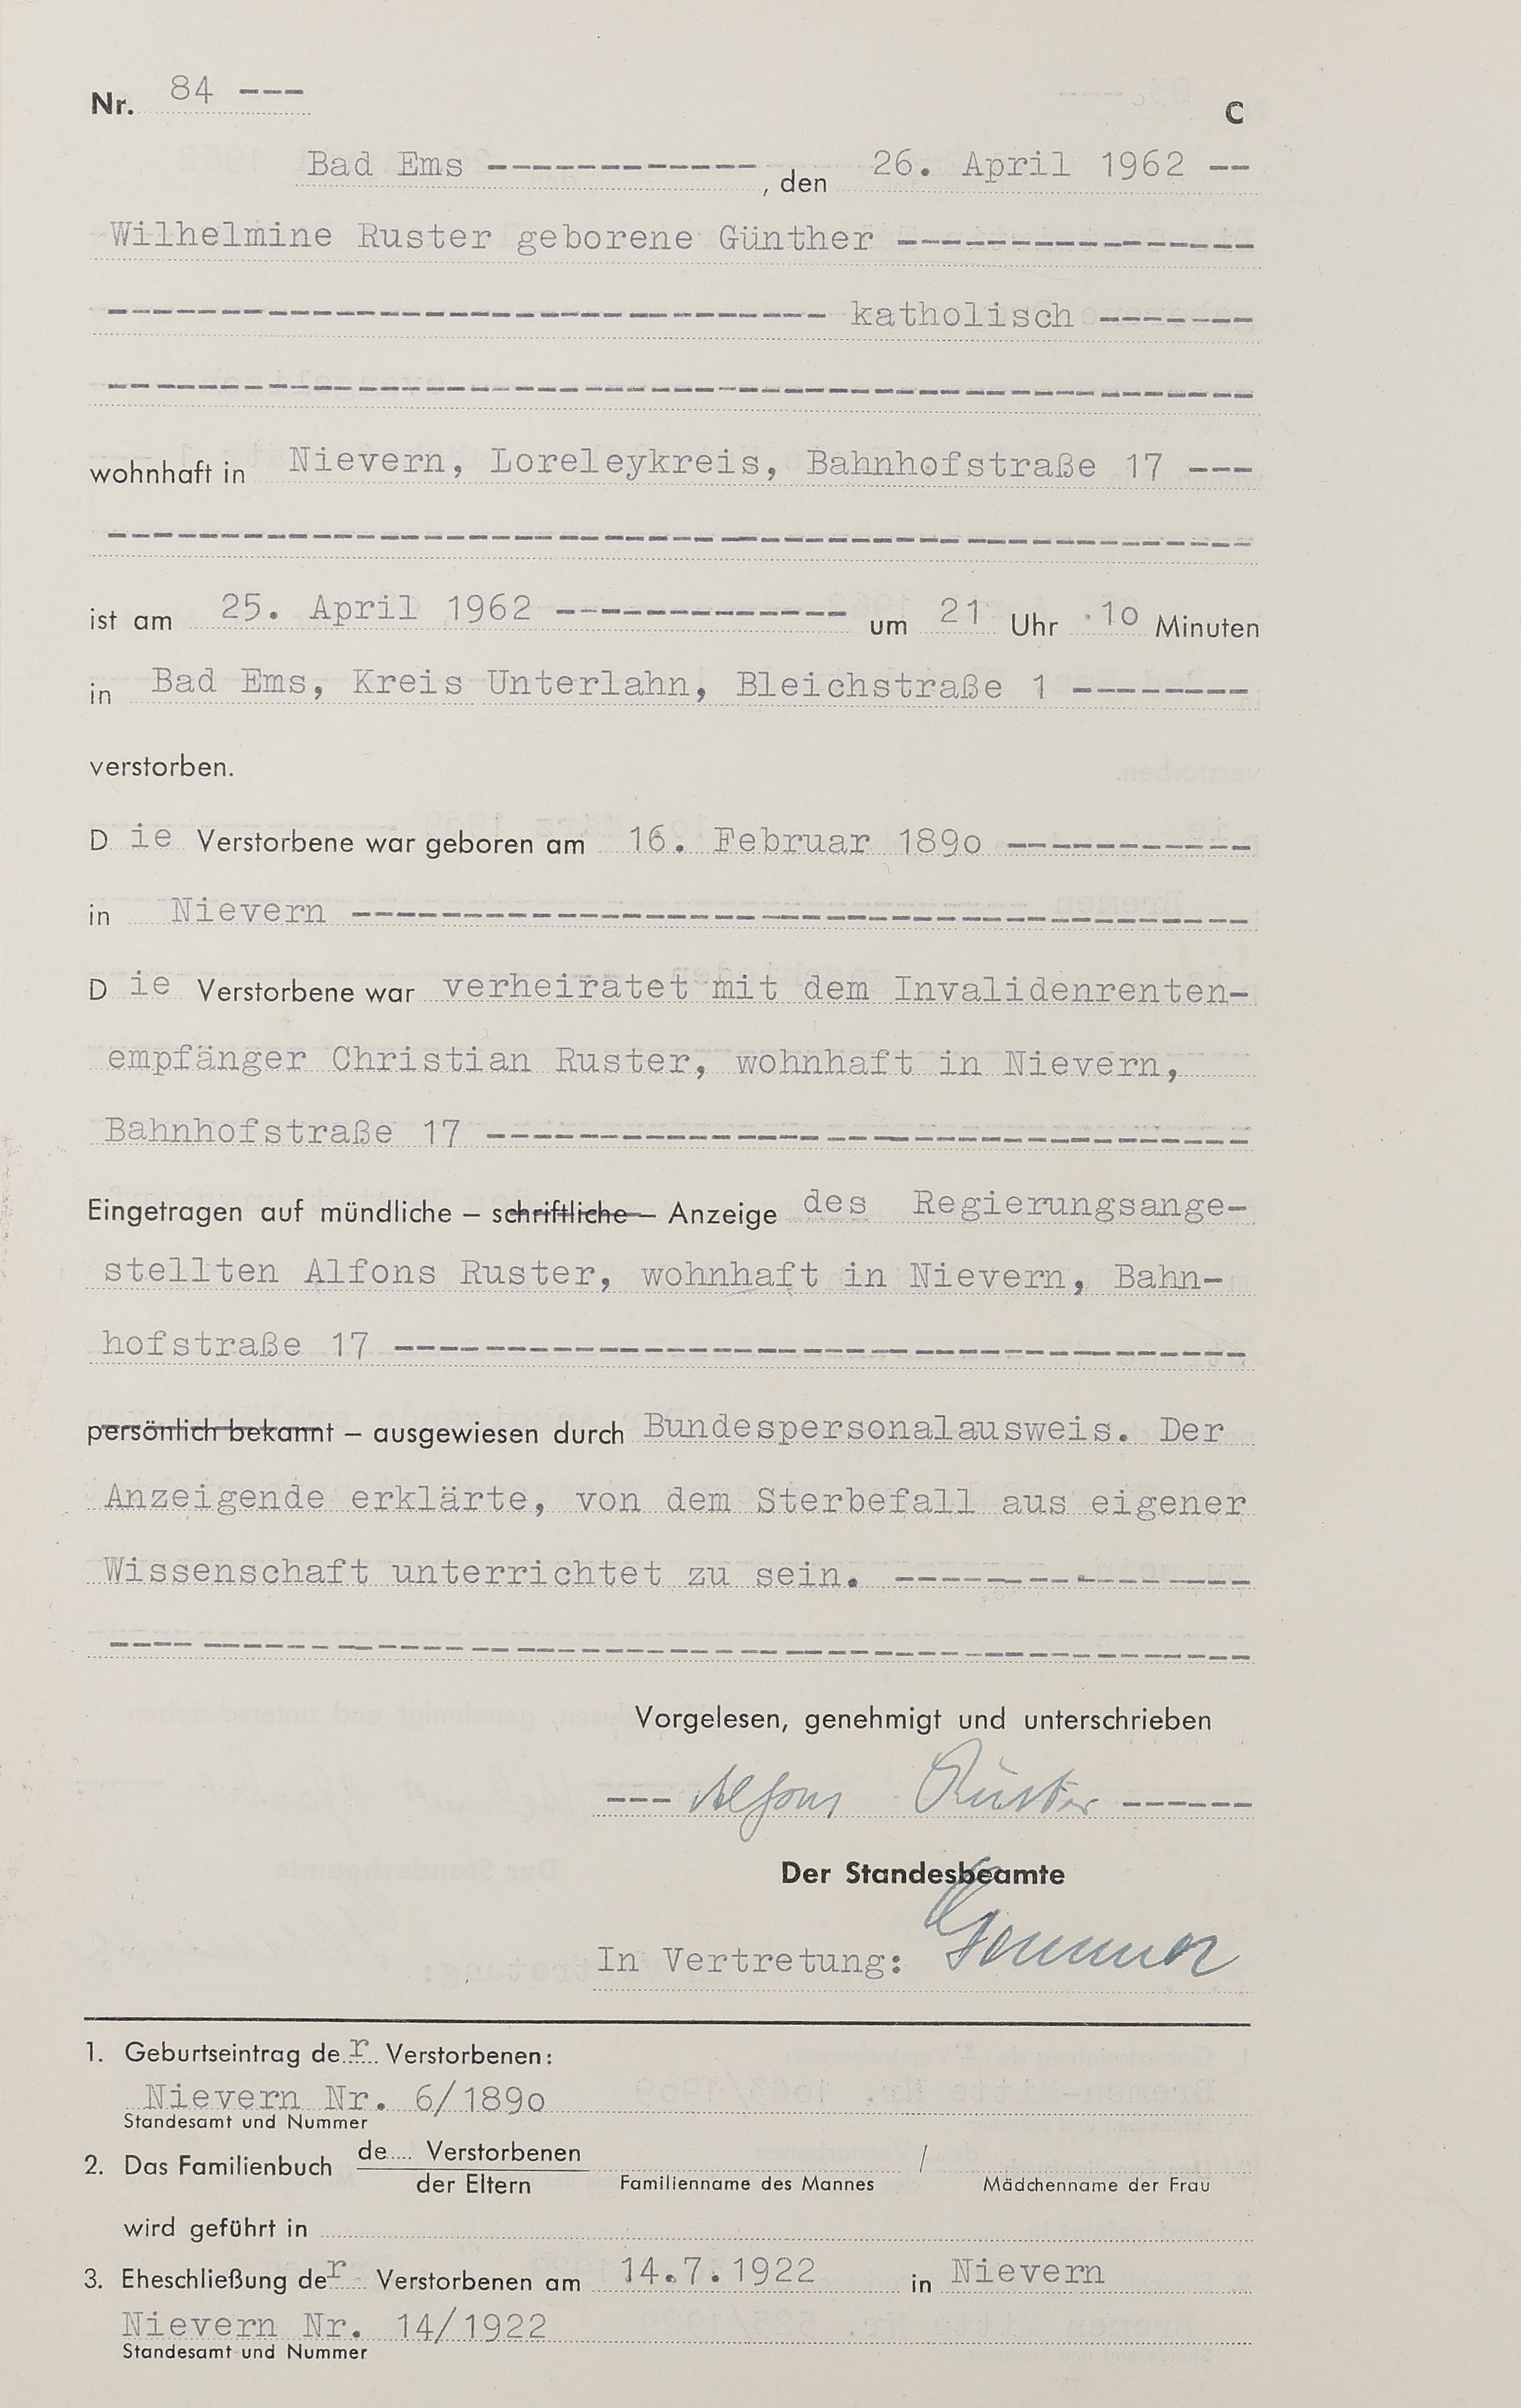 Nr. 84 ---
C
Bad Ems ------------, den 26. April 1962 --
Wilhelmine Ruster geborene Günther ----------------
-------------------------------- katholisch -------
---------------------------------------------------
wohnhaft in Nievern, Loreleykreis, Bahnhofstraße 17 ---
---------------------------------------------------
ist am 25. April 1962 ------------- um 21 Uhr 1o Minuten
in Bad Ems, Kreis Unterlahn, Bleichstraße 1 --------
verstorben.
D ie Verstorbene war geboren am 16. Februar 189o -----------
in Nievern ----------------------------------------
D ie Verstorbene war verheiratet mit dem Invalidenrenten-
empfänger Christian Ruster, wohnhaft in Nievern,
Bahnhofstraße 17 ----------------------------------
Eingetragen auf mündliche – schriftliche – Anzeige des Regierungsange-
stellten Alfons Ruster, wohnhaft in Nievern, Bahn-
hofstraße 17 --------------------------------------
persönlich bekannt – ausgewiesen durch Bundespersonalausweis. Der
Anzeigende erklärte, von dem Sterbefall aus eigener
Wissenschaft unterrichtet zu sein. ----------------
---------------------------------------------------
Vorgelesen, genehmigt und unterschrieben
--- Alfons Ruster ------
Der Standesbeamte
In Vertretung:
1. Geburtseintrag der Verstorbenen:
Nievern Nr. 6/189o
Standesamt und Nummer
2. Das Familienbuch de.... Verstorbenen /
der Eltern Familienname des Mannes Mädchenname der Frau
wird geführt in
3. Eheschließung der Verstorbenen am 14.7.1922 in Nievern
Nievern Nr. 14/1922
Standesamt und Nummer